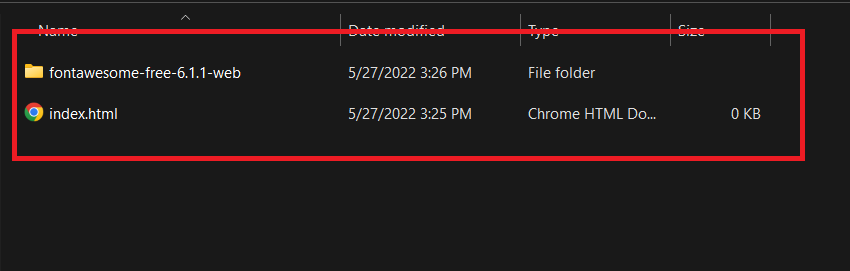 Name Date modified Type Size
fontawesome-free-6.1.1-web 5/27/2022 3:26 PM File folder
index.html 5/27/2022 3:25 PM Chrome HTML Do... 0 KB